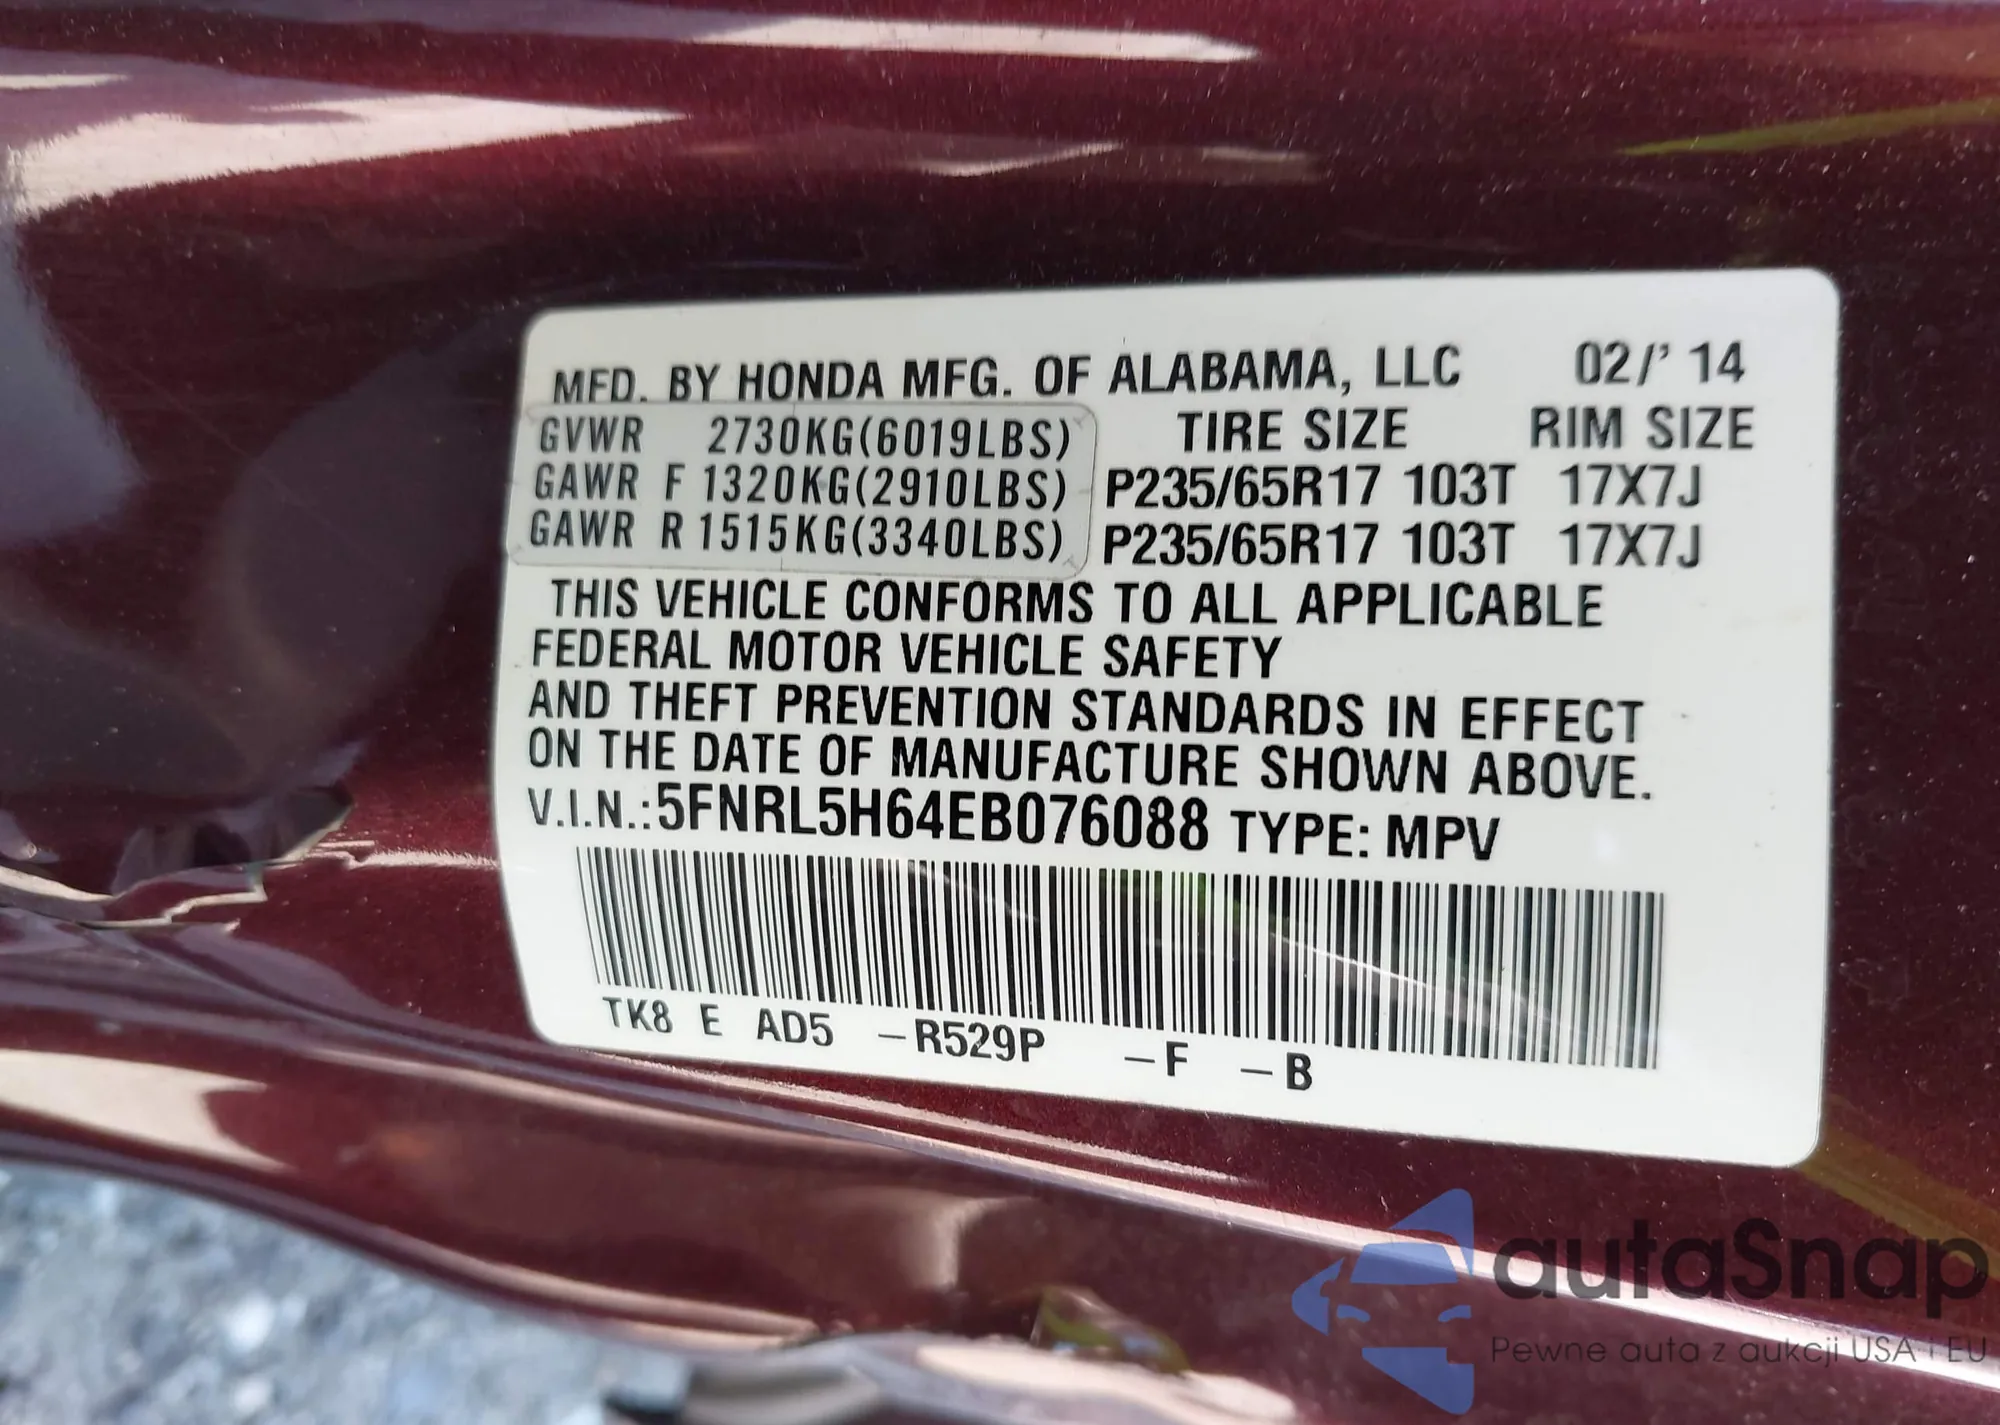 MFD. BY HONDA MFG. OF ALABAMA, LLC 02/' 14
GVWR 2730KG(6019LBS) TIRE SIZE RIM SIZE
GAWR F 1320KG(2910LBS) P235/65R17 103T 17X7J
GAWR R 1515KG(3340LBS) P235/65R17 103T 17X7J
THIS VEHICLE CONFORMS TO ALL APPLICABLE
FEDERAL MOTOR VEHICLE SAFETY
AND THEFT PREVENTION STANDARDS IN EFFECT
ON THE DATE OF MANUFACTURE SHOWN ABOVE.
V.I.N.:5FNRL5H64EB076088 TYPE: MPV
TK8 E AD5 -R529P -F -B
autaSnap
Pewne auta z aukcji USA i EU